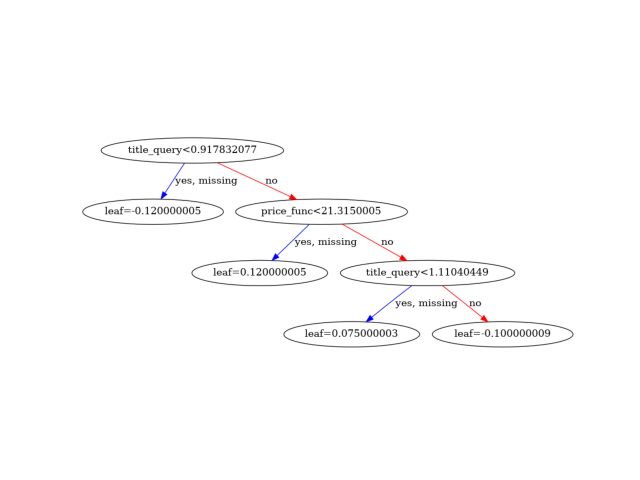 title_query<0.917832077
yes, missing
no
leaf=-0.120000005
price_func<21.3150005
yes, missing
no
leaf=0.120000005
title_query<1.11040449
yes, missing
no
leaf=0.075000003
leaf=-0.100000009